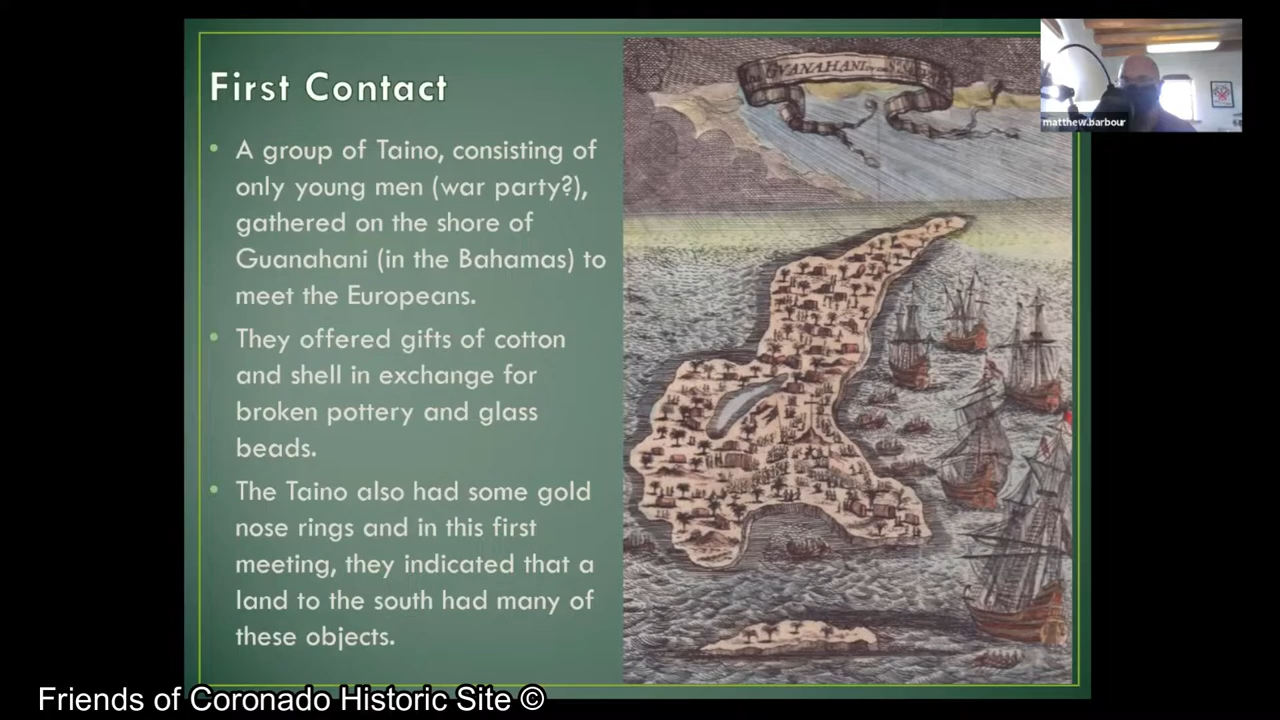 First Contact
• A group of Taino, consisting of
only young men (war party?),
gathered on the shore of
Guanahani (in the Bahamas) to
meet the Europeans.
• They offered gifts of cotton
and shell in exchange for
broken pottery and glass
beads.
• The Taino also had some gold
nose rings and in this first
meeting, they indicated that a
land to the south had many of
these objects.
GVANAHANI
matthew.barbour
Friends of Coronado Historic Site ©